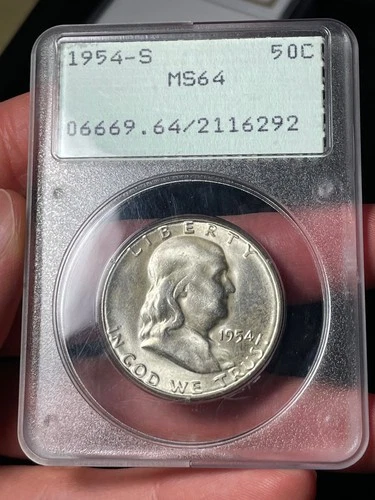 1954-S 50C
MS64
06669.64/2116292
LIBERTY
1954
IN GOD WE TRUST